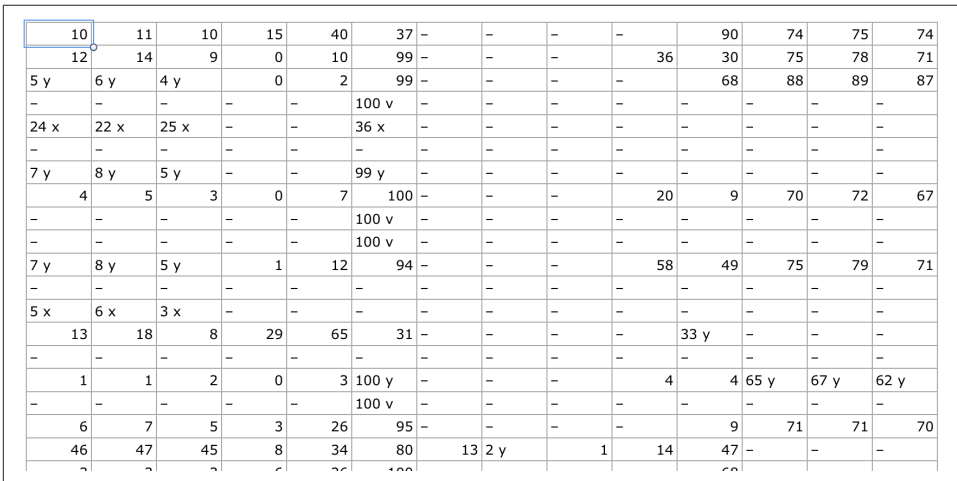 10 11 10 15 40 37 – – – – 90 74 75 74
12 14 9 0 10 99 – – – 36 30 75 78 71
5 y 6 y 4 y 0 2 99 – – – – 68 88 89 87
– – – – – 100 v – – – – – – – –
24 x 22 x 25 x – – 36 x – – – – – – – –
– – – – – – – – – – – – – –
7 y 8 y 5 y – – 99 y – – – – – – – –
4 5 3 0 7 100 – – – 20 9 70 72 67
– – – – – 100 v – – – – – – – –
– – – – – 100 v – – – – – – – –
7 y 8 y 5 y 1 12 94 – – – 58 49 75 79 71
– – – – – – – – – – – – – –
5 x 6 x 3 x – – – – – – – – – – –
13 18 8 29 65 31 – – – – 33 y – – –
– – – – – – – – – – – – – –
1 1 2 0 3 100 y – – – 4 4 65 y 67 y 62 y
– – – – – 100 v – – – – – – – –
6 7 5 3 26 95 – – – – 9 71 71 70
46 47 45 8 34 80 13 2 y 1 14 47 – – –